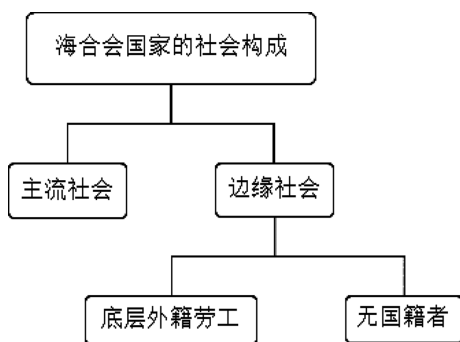 海合会国家的社会构成
主流社会
边缘社会
底层外籍劳工
无国籍者